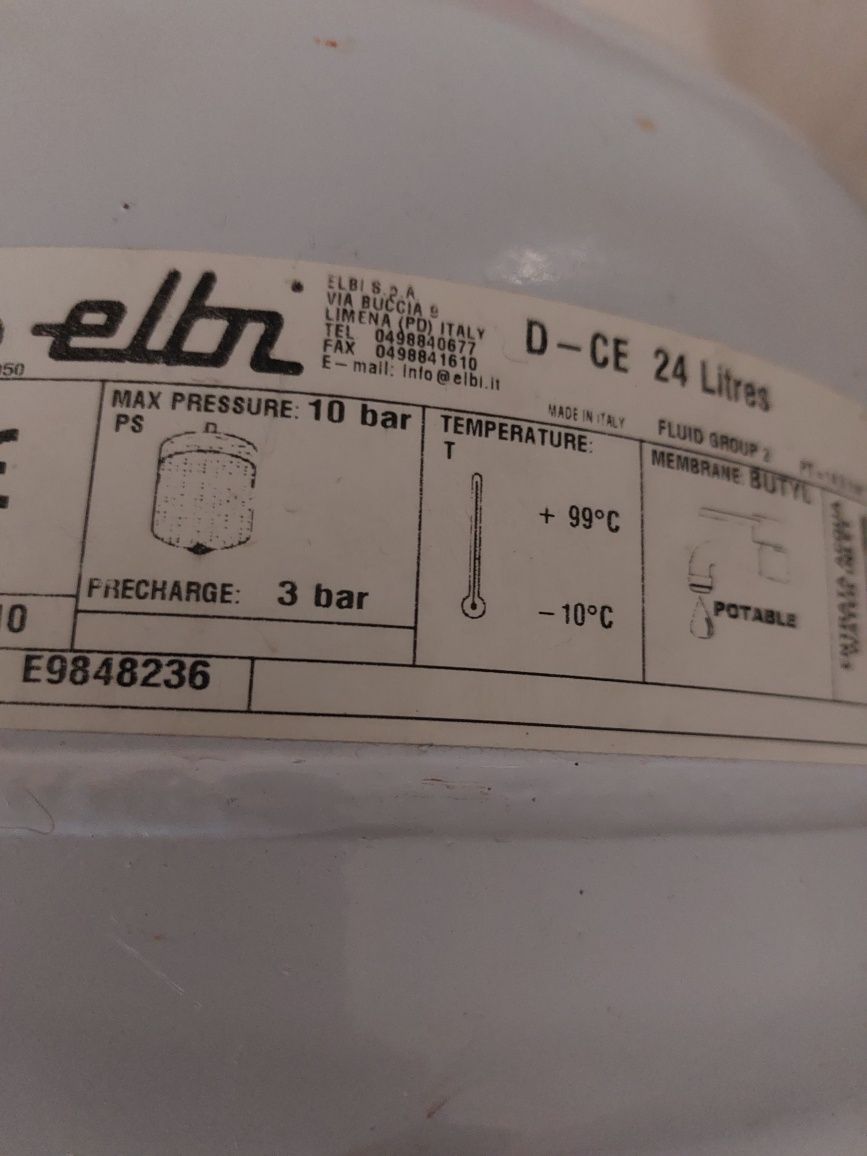 elbi
ELBI S.p.A.
VIA BUCCIA 9
LIMENA (PD) ITALY
TEL 0498840677
FAX 0498841610
E-mail: info@elbi.it
D-CE 24 Litres
MADE IN ITALY
FLUID GROUP 2
050
MAX PRESSURE: 10 bar
PS
PRECHARGE: 3 bar
TEMPERATURE:
T
+ 99°C
- 10°C
MEMBRANE: BUTYL
POTABLE
10
E9848236